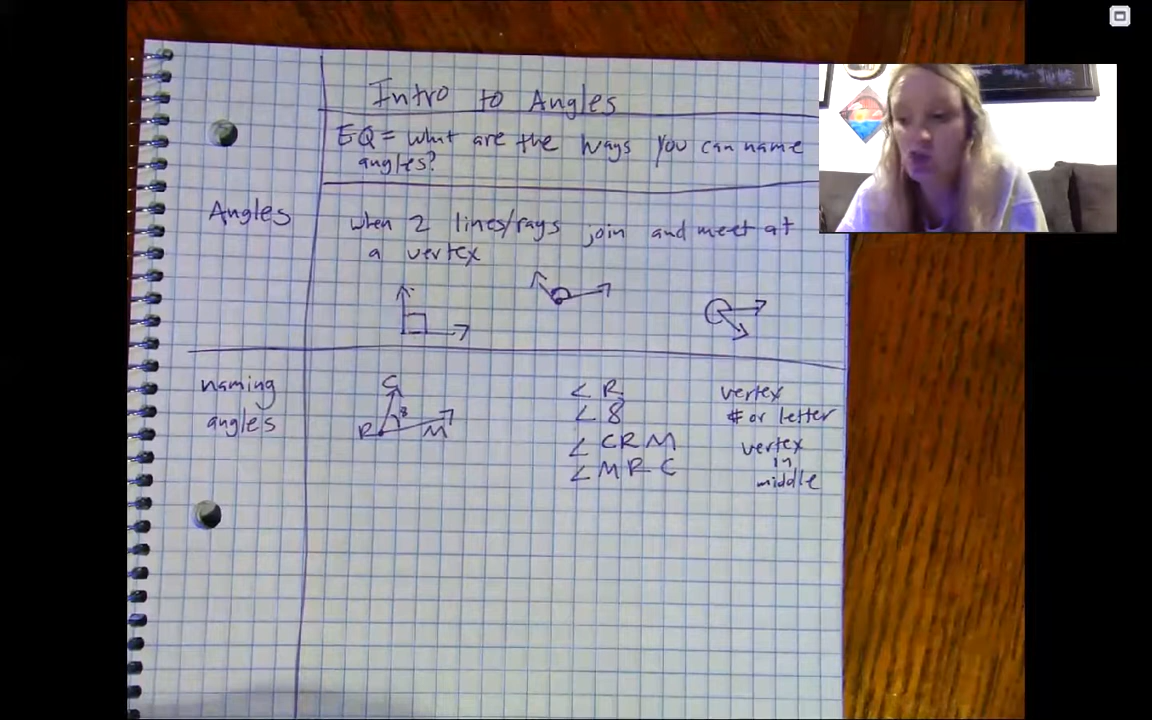 Intro to Angles
EQ = what are the ways you can name
angles?
Angles
when 2 lines/rays join and meet at
a vertex
naming
angles
C
8
R
M
∠ R
∠ 8
∠ CRM
∠ MRC
vertex
# or letter
vertex
in
middle